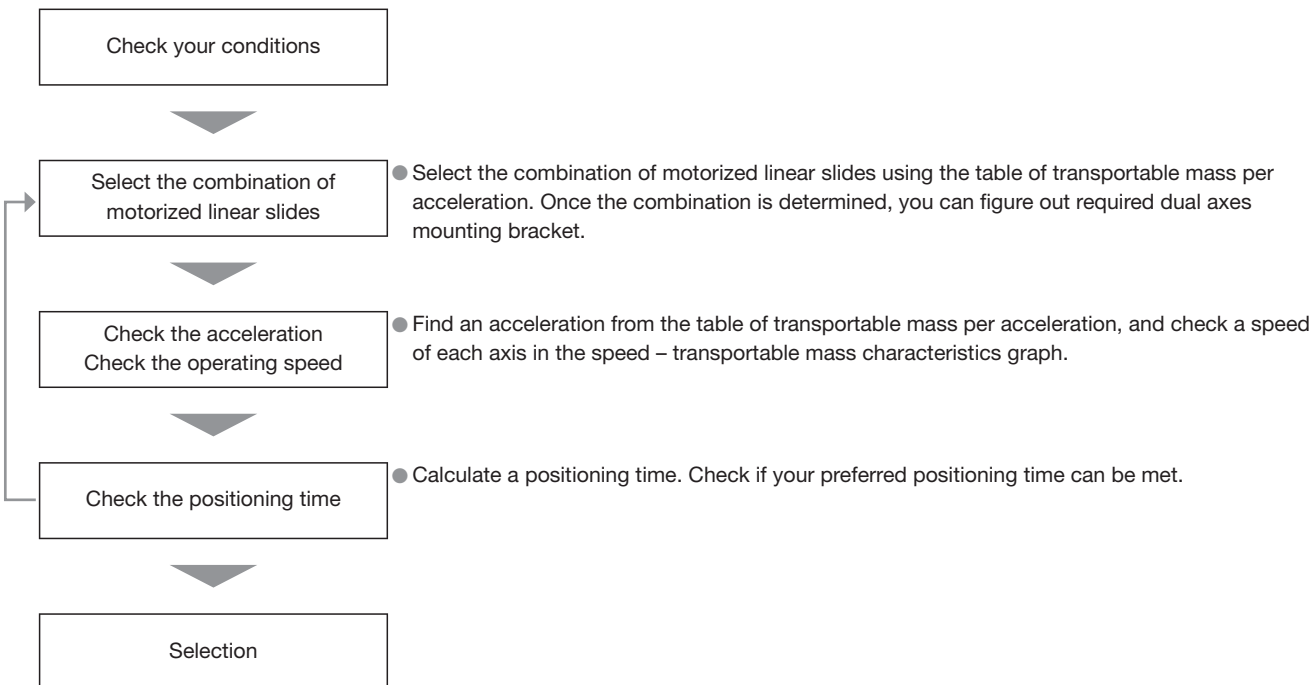 Check your conditions
Select the combination of
motorized linear slides
● Select the combination of motorized linear slides using the table of transportable mass per
acceleration. Once the combination is determined, you can figure out required dual axes
mounting bracket.
Check the acceleration
Check the operating speed
● Find an acceleration from the table of transportable mass per acceleration, and check a speed
of each axis in the speed – transportable mass characteristics graph.
Check the positioning time
● Calculate a positioning time. Check if your preferred positioning time can be met.
Selection